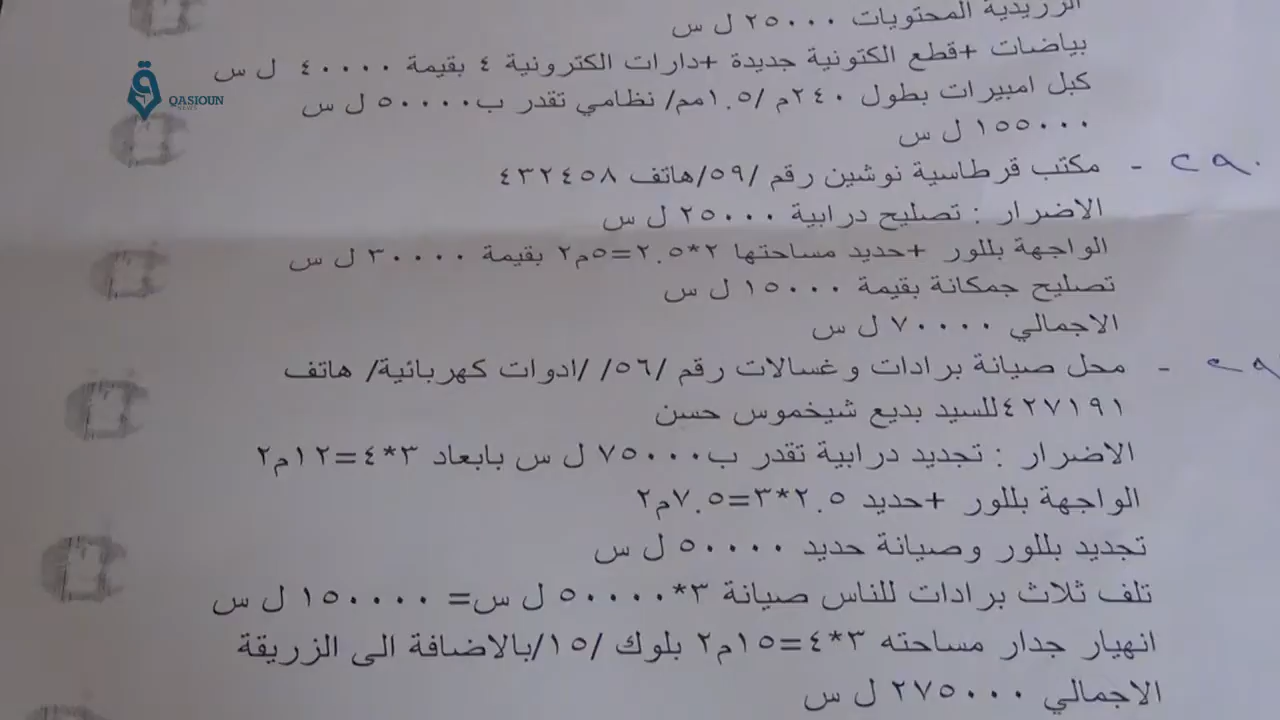 الزريدية المحتويات ٢٥٠٠٠ ل س
بياضات +قطع الكتونية جديدة +دارات الكترونية ٤ بقيمة ٤٠٠٠٠ ل س
QASIOUN
NEWS
كبل امبيرات بطول ٢٤٠م /١.٥مم/ نظامي تقدر ب٥٠٠٠٠ ل س
١٥٥٠٠٠ ل س
٢٩٠ - مكتب قرطاسية نوشين رقم /٥٩/هاتف ٤٣٢٤٥٨
الاضرار : تصليح درابية ٢٥٠٠٠ ل س
الواجهة بللور +حديد مساحتها ٢*٢.٥=٥م٢ بقيمة ٣٠٠٠٠ ل س
تصليح جمكانة بقيمة ١٥٠٠٠ ل س
الاجمالي ٧٠٠٠٠ ل س
٢٩ - محل صيانة برادات وغسالات رقم /٥٦/ /ادوات كهربائية/ هاتف
٤٢٧١٩١للسيد بديع شيخموس حسن
الاضرار : تجديد درابية تقدر ب٧٥٠٠٠ ل س بابعاد ٣*٤=١٢م٢
الواجهة بللور +حديد ٢.٥*٣=٧.٥م٢
تجديد بللور وصيانة حديد ٥٠٠٠٠ ل س
تلف ثلاث برادات للناس صيانة ٣*٥٠٠٠٠ ل س= ١٥٠٠٠٠ ل س
انهيار جدار مساحته ٣*٤=١٥م٢ بلوك /١٥/بالاضافة الى الزريقة
الاجمالي ٢٧٥٠٠٠ ل س